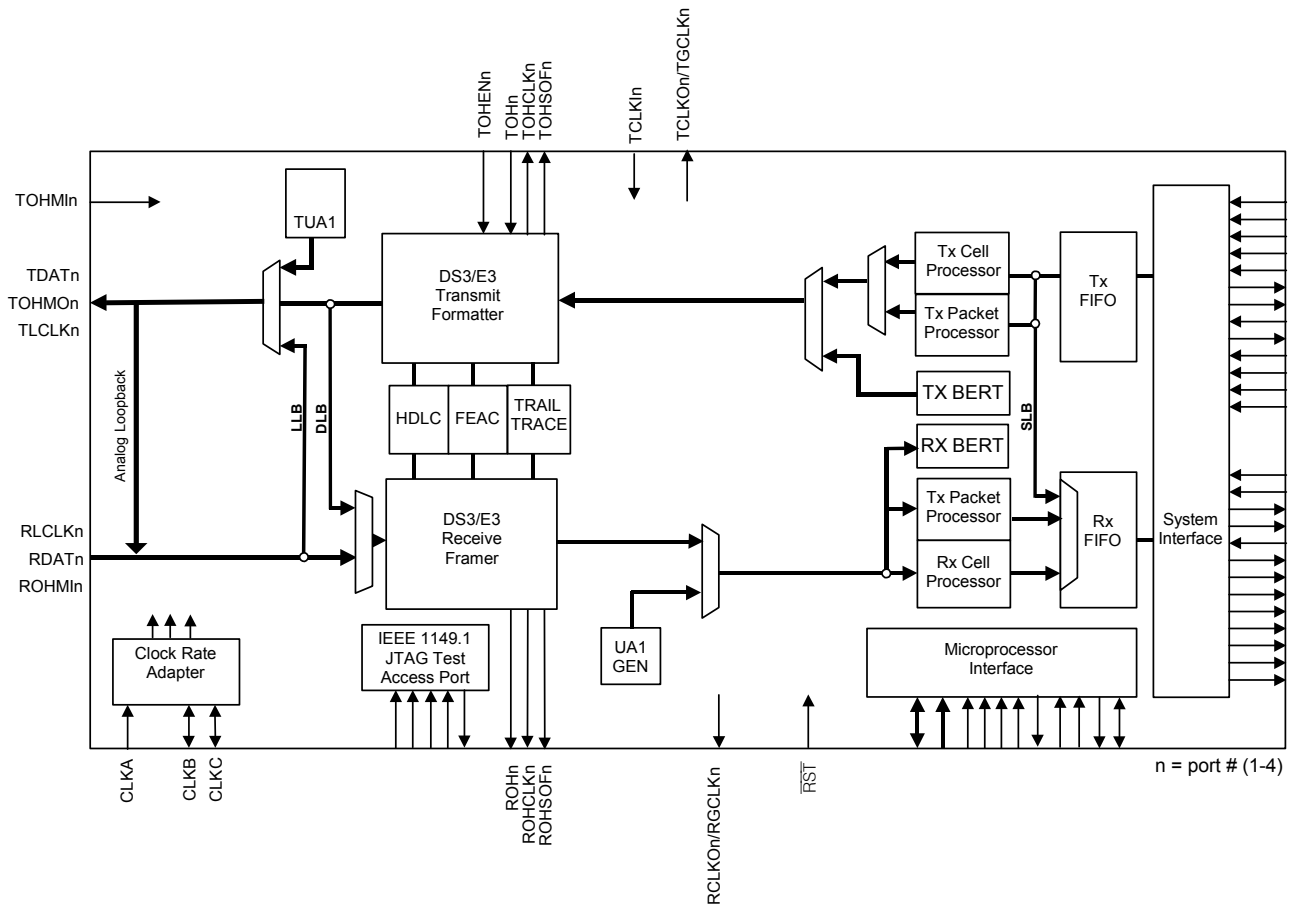 TOHENn
TOHn
TOHCLKn
TOHSOFn
TCLKIn
TCLKOn/TGCLKn
TOHMIn
TUA1
TDATn
TOHMOn
TLCLKn
DS3/E3
Transmit
Formatter
Tx Cell
Processor
Tx Packet
Processor
Tx
FIFO
TX BERT
Analog Loopback
LLB
DLB
HDLC
FEAC
TRAIL
TRACE
SLB
RX BERT
RLCLKn
RDATn
ROHMIn
DS3/E3
Receive
Framer
Tx Packet
Processor
Rx Cell
Processor
Rx
FIFO
System
Interface
Clock Rate
Adapter
IEEE 1149.1
JTAG Test
Access Port
UA1
GEN
Microprocessor
Interface
CLKA
CLKB
CLKC
ROHn
ROHCLKn
ROHSOFn
RCLKOn/RGCLKn
RST
n = port # (1-4)